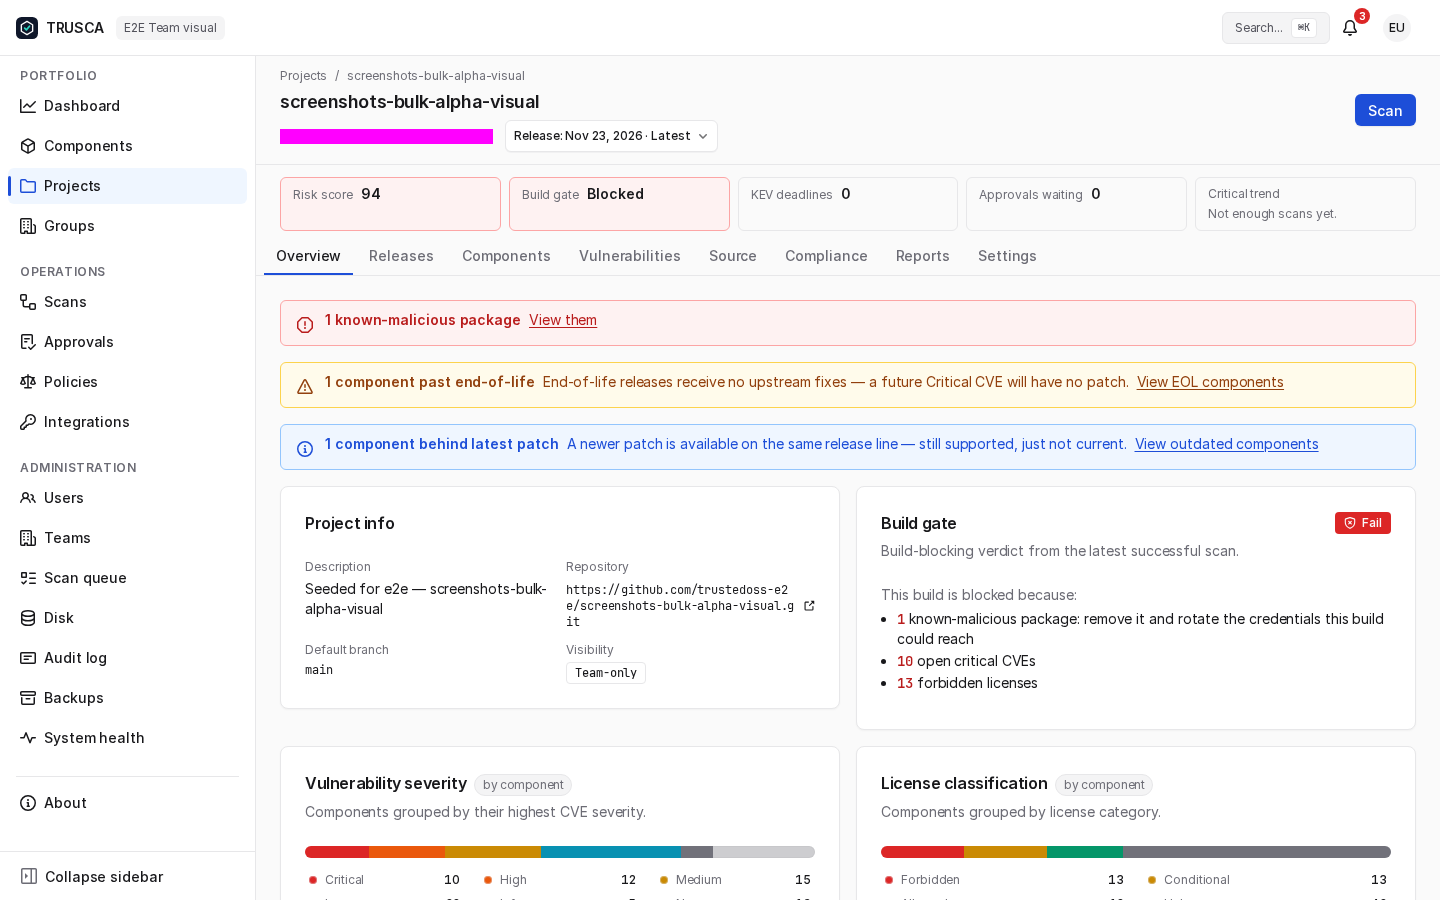 TRUSCA
E2E Team visual
Search...
⌘K
3
EU
PORTFOLIO
Dashboard
Components
Projects
Groups
OPERATIONS
Scans
Approvals
Policies
Integrations
ADMINISTRATION
Users
Teams
Scan queue
Disk
Audit log
Backups
System health
About
Collapse sidebar
Projects / screenshots-bulk-alpha-visual
screenshots-bulk-alpha-visual
Release: Nov 23, 2026 · Latest
Scan
Risk score 94
Build gate Blocked
KEV deadlines 0
Approvals waiting 0
Critical trend
Not enough scans yet.
Overview
Releases
Components
Vulnerabilities
Source
Compliance
Reports
Settings
1 known-malicious package View them
1 component past end-of-life End-of-life releases receive no upstream fixes — a future Critical CVE will have no patch. View EOL components
1 component behind latest patch A newer patch is available on the same release line — still supported, just not current. View outdated components
Project info
Description
Seeded for e2e — screenshots-bulk-
alpha-visual
Repository
https://github.com/trustedoss-e2
e/screenshots-bulk-alpha-visual.g
it
Default branch
main
Visibility
Team-only
Build gate
Fail
Build-blocking verdict from the latest successful scan.
This build is blocked because:
1 known-malicious package: remove it and rotate the credentials this build
could reach
10 open critical CVEs
13 forbidden licenses
Vulnerability severity by component
Components grouped by their highest CVE severity.
Critical 10
High 12
Medium 15
License classification by component
Components grouped by license category.
Forbidden 13
Conditional 13